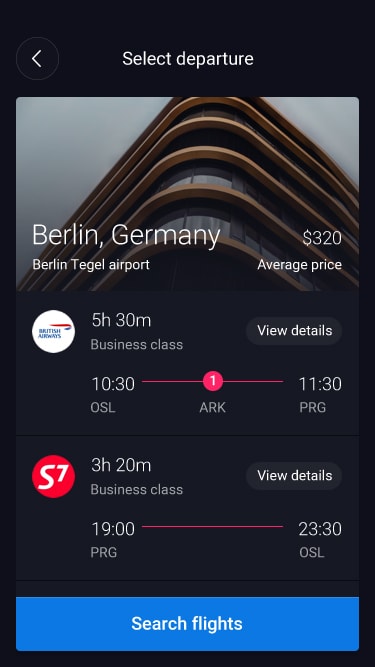 Select departure
Berlin, Germany
$320
Berlin Tegel airport
Average price
BRITISH AIRWAYS
5h 30m
Business class
View details
10:30
1
11:30
OSL
ARK
PRG
S7
3h 20m
Business class
View details
19:00
23:30
PRG
OSL
Search flights